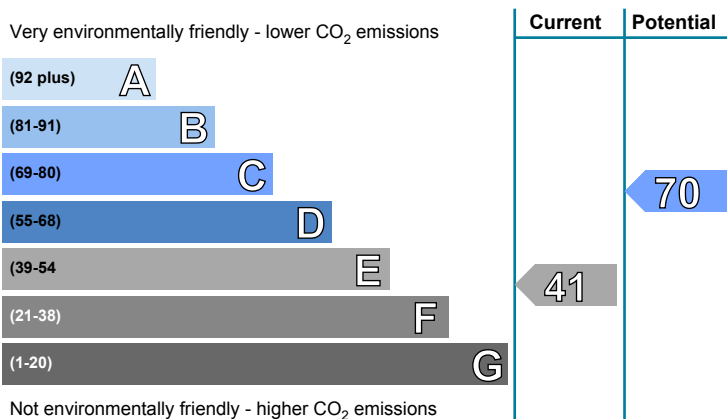 Current Potential
Very environmentally friendly - lower CO2 emissions
(92 plus) A
(81-91) B
(69-80) C
70
(55-68) D
(39-54 E
41
(21-38) F
(1-20) G
Not environmentally friendly - higher CO2 emissions